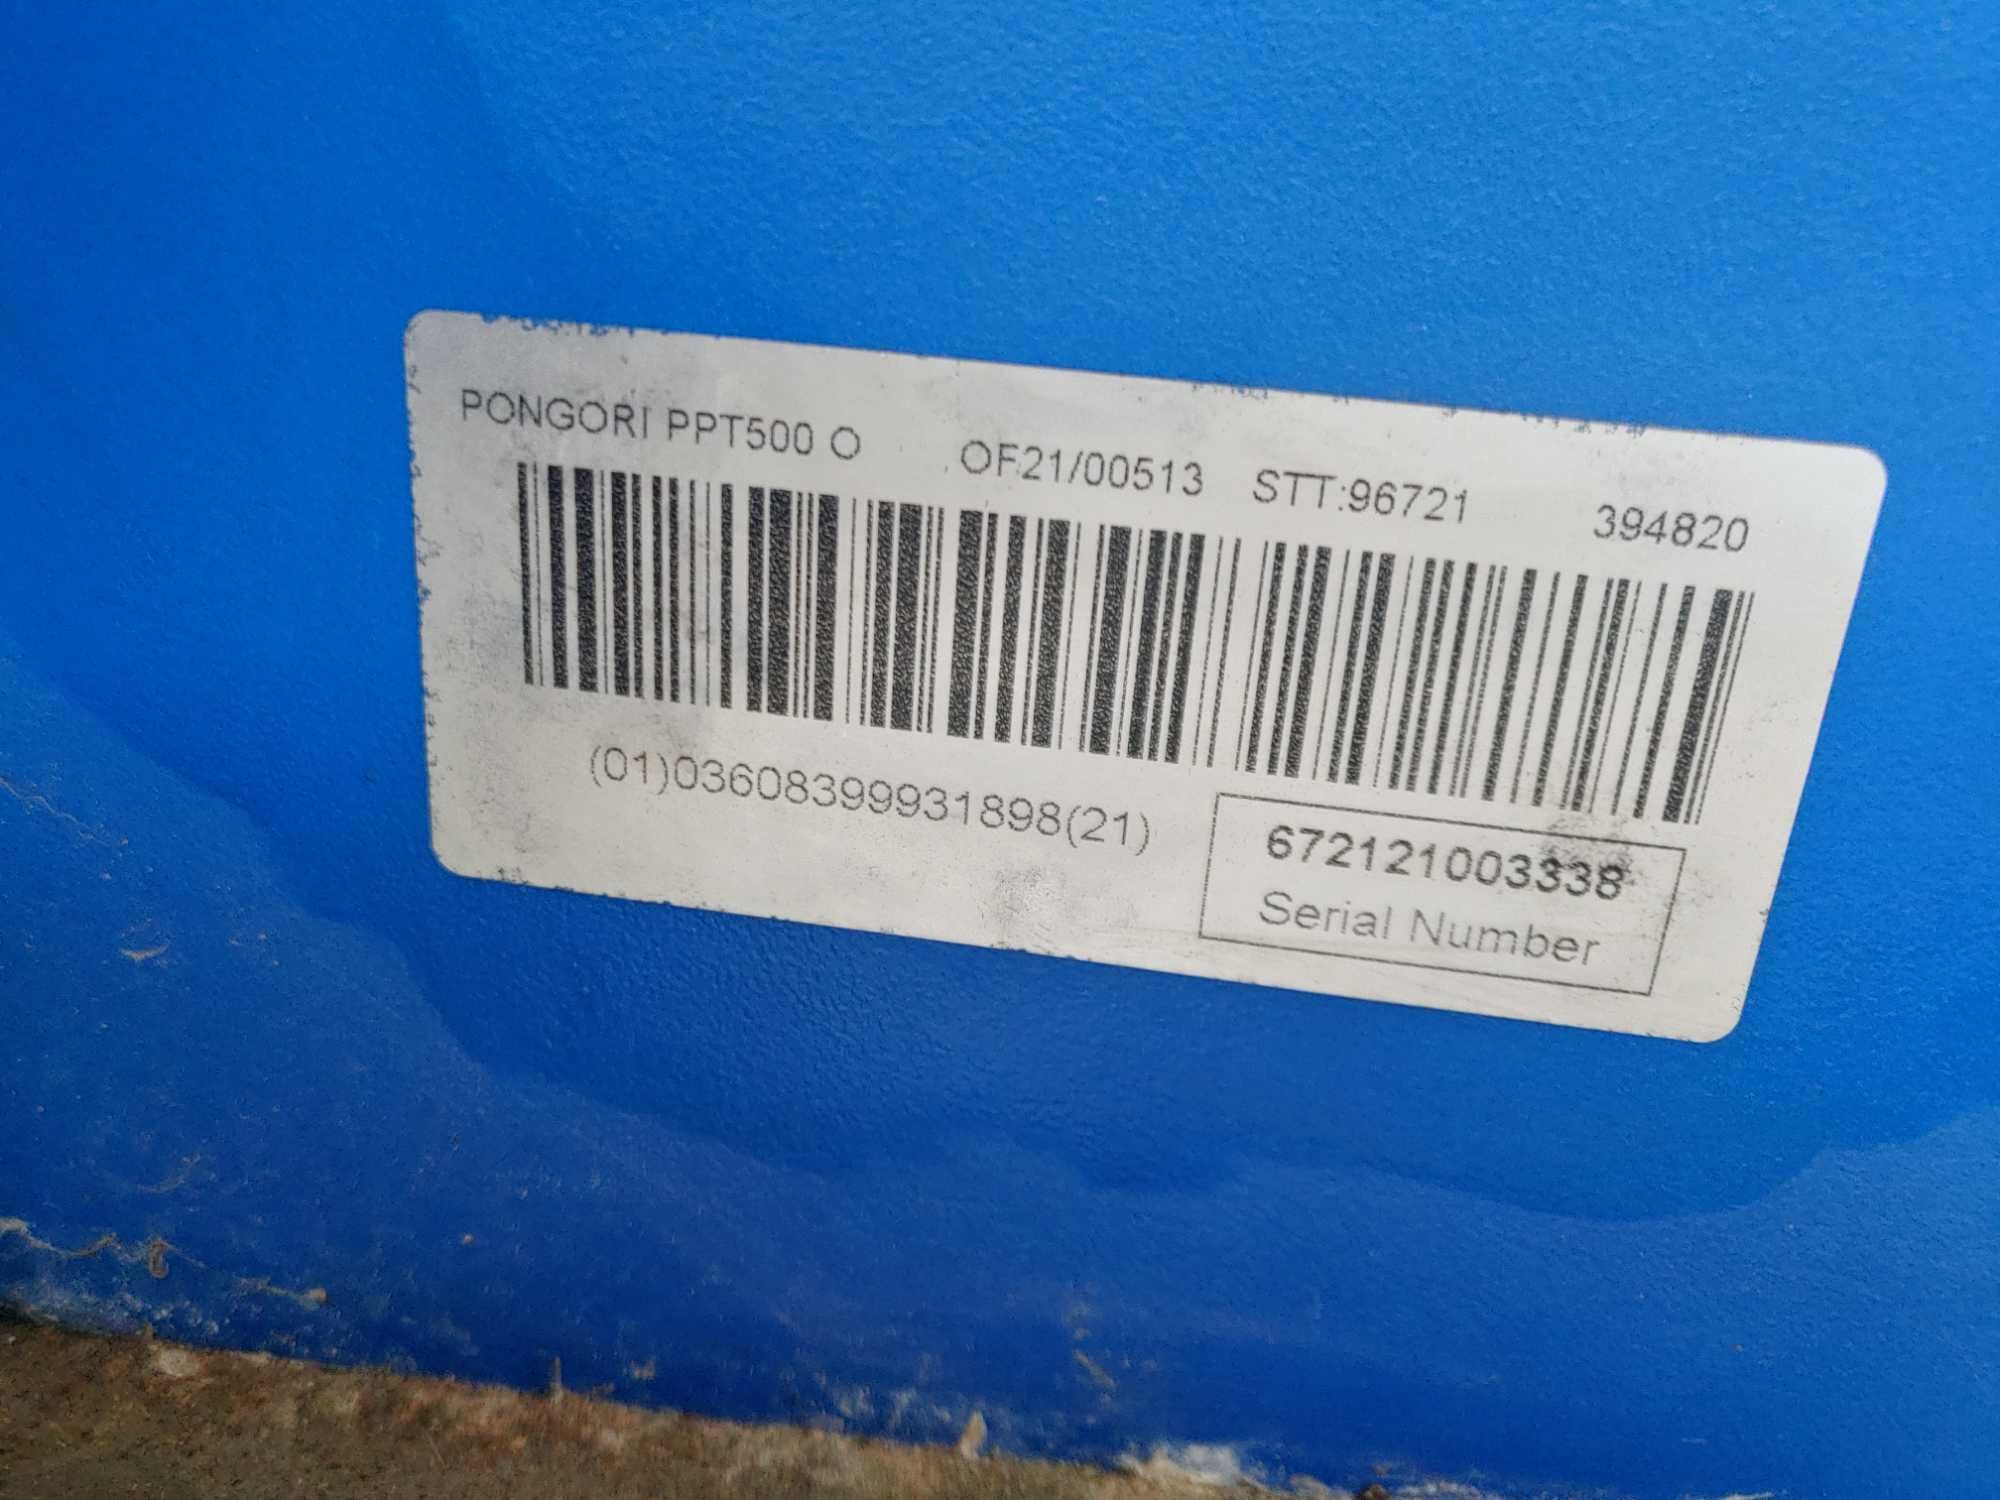 PONGORI PPT500 O OF21/00513 STT:96721 394820
(01)03608399931898(21)
672121003338
Serial Number